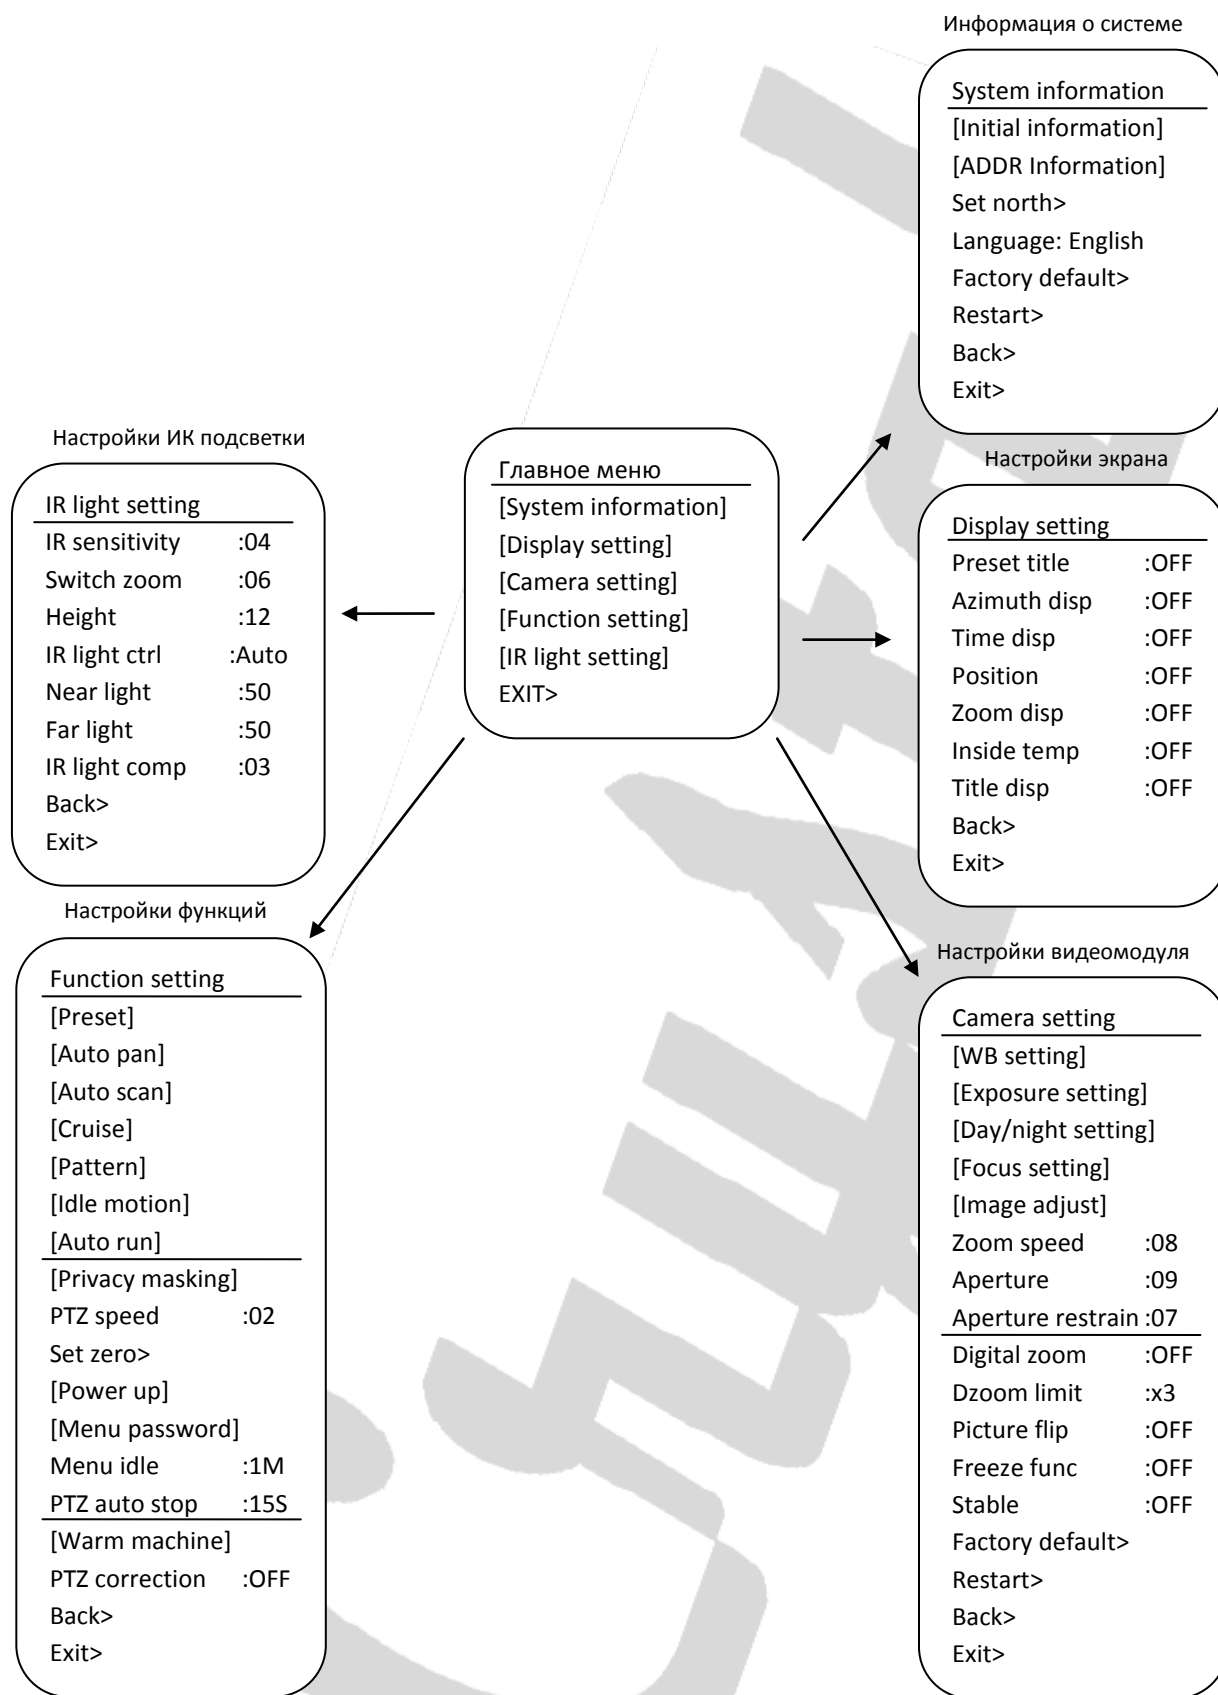 Информация о системе
System information
[Initial information]
[ADDR Information]
Set north>
Language: English
Factory default>
Restart>
Back>
Exit>
Настройки ИК подсветки
IR light setting
IR sensitivity :04
Switch zoom :06
Height :12
IR light ctrl :Auto
Near light :50
Far light :50
IR light comp :03
Back>
Exit>
Главное меню
[System information]
[Display setting]
[Camera setting]
[Function setting]
[IR light setting]
EXIT>
Настройки экрана
Display setting
Preset title :OFF
Azimuth disp :OFF
Time disp :OFF
Position :OFF
Zoom disp :OFF
Inside temp :OFF
Title disp :OFF
Back>
Exit>
Настройки функций
Function setting
[Preset]
[Auto pan]
[Auto scan]
[Cruise]
[Pattern]
[Idle motion]
[Auto run]
[Privacy masking]
PTZ speed :02
Set zero>
[Power up]
[Menu password]
Menu idle :1M
PTZ auto stop :15S
[Warm machine]
PTZ correction :OFF
Back>
Exit>
Настройки видеомодуля
Camera setting
[WB setting]
[Exposure setting]
[Day/night setting]
[Focus setting]
[Image adjust]
Zoom speed :08
Aperture :09
Aperture restrain :07
Digital zoom :OFF
Dzoom limit :x3
Picture flip :OFF
Freeze func :OFF
Stable :OFF
Factory default>
Restart>
Back>
Exit>